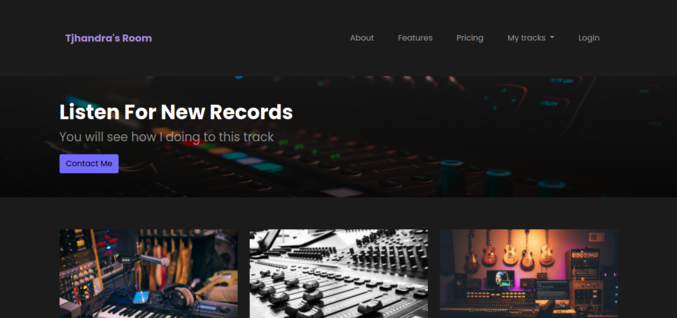 Tjhandra's Room
About
Features
Pricing
My tracks
Login
Listen For New Records
You will see how I doing to this track
Contact Me